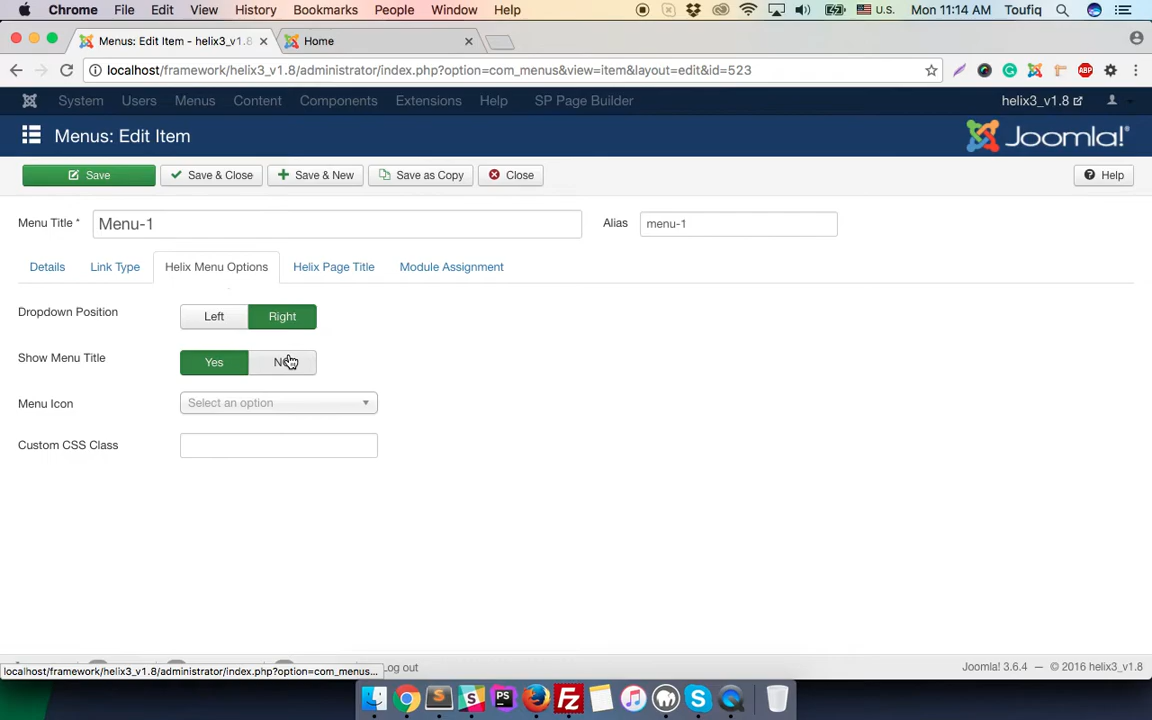 Chrome File Edit View History Bookmarks People Window Help U.S. Mon 11:14 AM Toufiq
Menus: Edit Item - helix3_v1.8 Home
localhost/framework/helix3_v1.8/administrator/index.php?option=com_menus&view=item&layout=edit&id=523 ABP
System Users Menus Content Components Extensions Help SP Page Builder helix3_v1.8
Menus: Edit Item Joomla!®
Save Save & Close Save & New Save as Copy Close Help
Menu Title * Menu-1 Alias menu-1
Details Link Type Helix Menu Options Helix Page Title Module Assignment
Dropdown Position Left Right
Show Menu Title Yes
Menu Icon Select an option
Custom CSS Class
localhost/framework/helix3_v1.8/administrator/index.php?option=com_menus... Log out Joomla! 3.6.4 — © 2016 helix3_v1.8
PS Fz